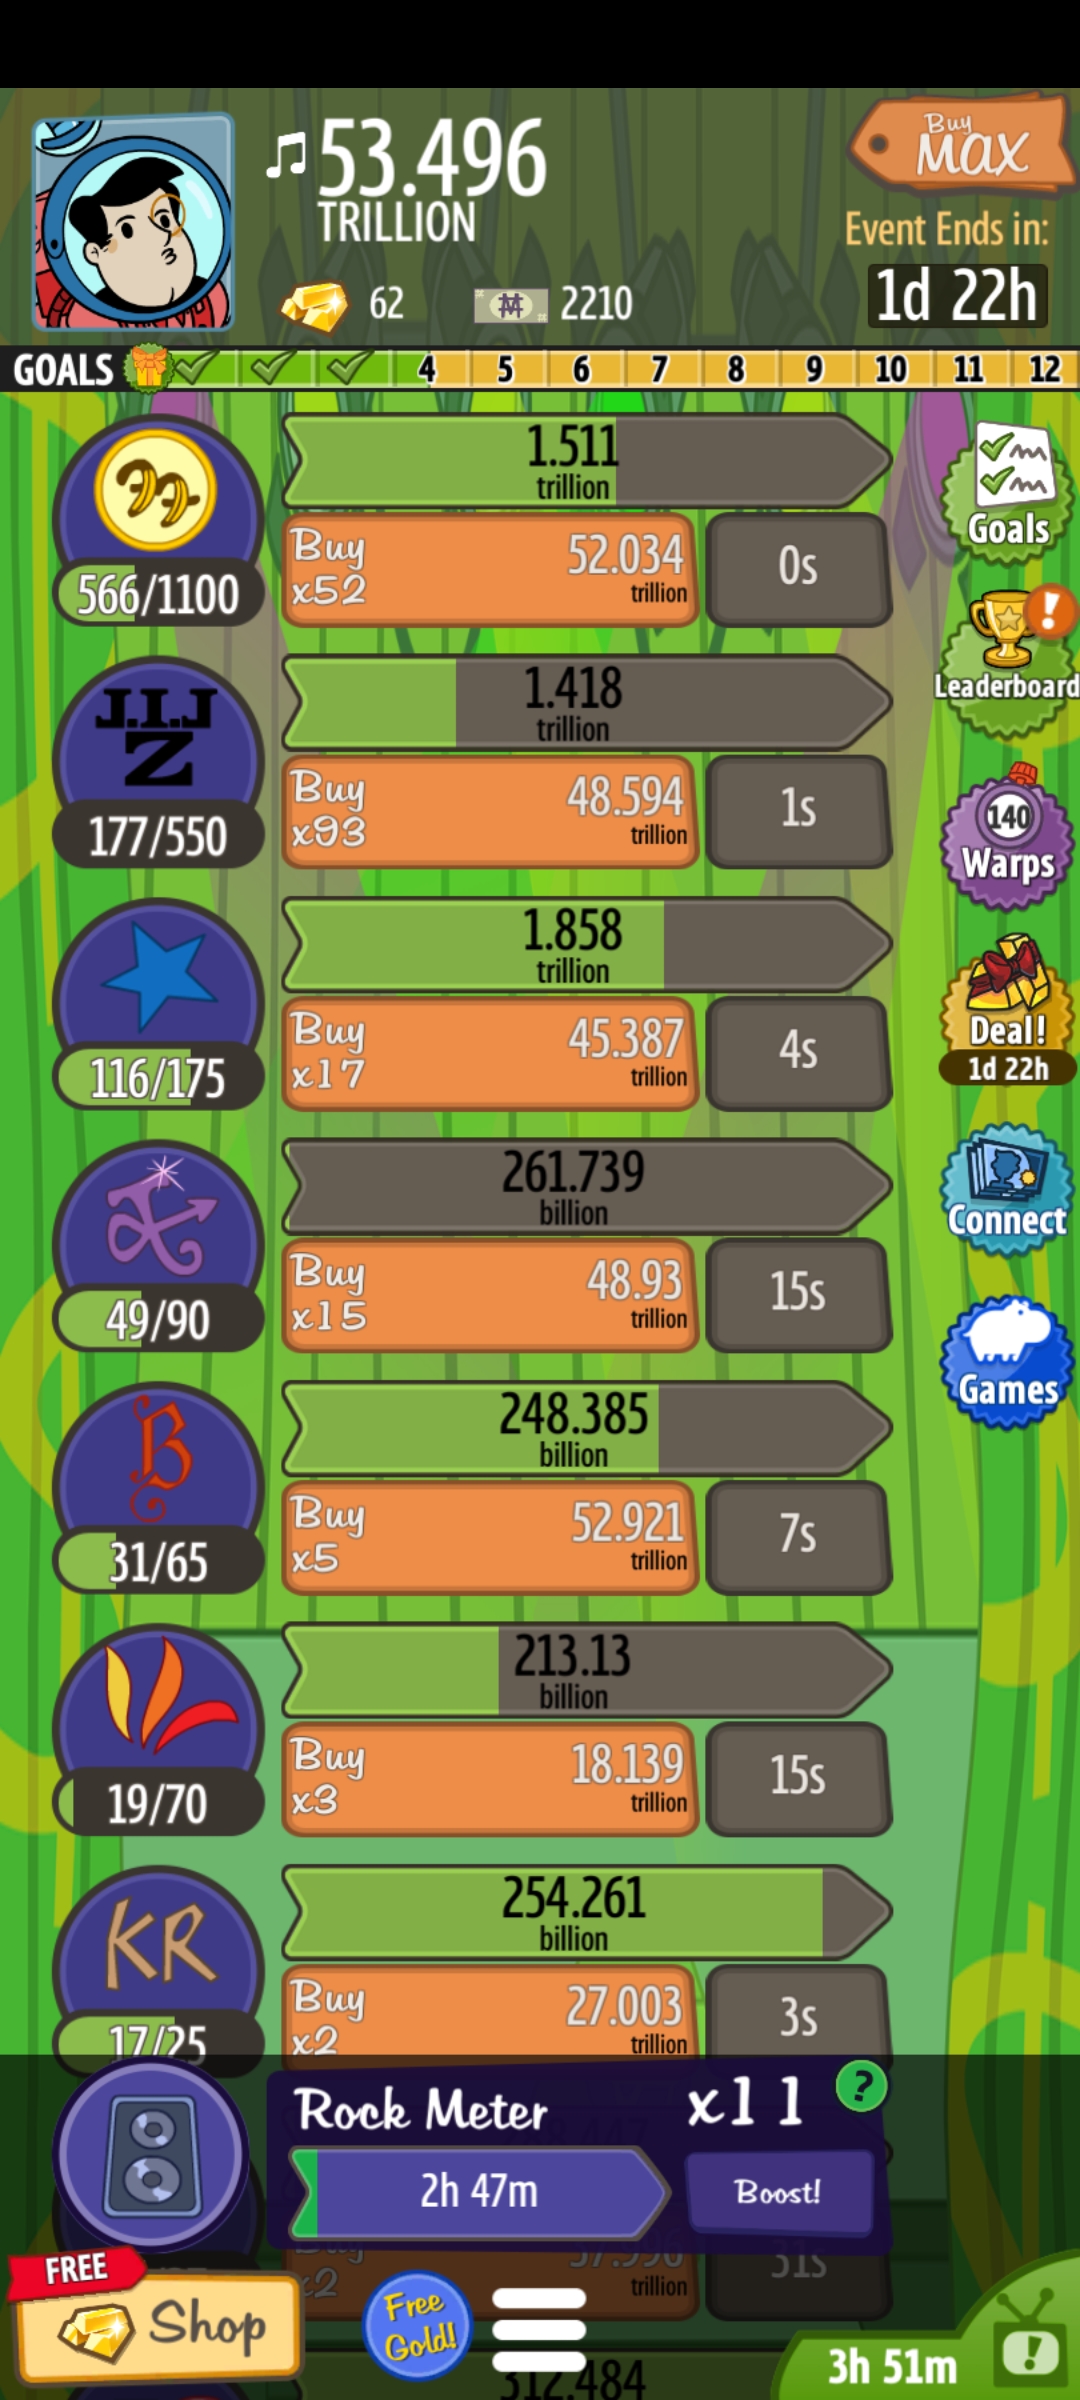 53.496
TRILLION
Buy
MAX
Event Ends in:
1d 22h
62
2210
GOALS
4 5 6 7 8 9 10 11 12
1.511
trillion
Buy
x52
52.034
trillion
0s
566/1100
Goals
!
Leaderboard
J.I.J
Z
1.418
trillion
Buy
x93
48.594
trillion
1s
177/550
140
Warps
1.858
trillion
Buy
x17
45.387
trillion
4s
116/175
Deal!
1d 22h
261.739
billion
Buy
x15
48.93
trillion
15s
49/90
Connect
B
248.385
billion
Buy
x5
52.921
trillion
7s
31/65
Games
213.13
billion
Buy
x3
18.139
trillion
15s
19/70
KR
254.261
billion
Buy
x2
27.003
trillion
3s
17/25
Rock Meter
x11
?
2h 47m
Boost!
Buy
x2
37.996
trillion
31s
FREE
Shop
Free
Gold!
312.484
3h 51m
!